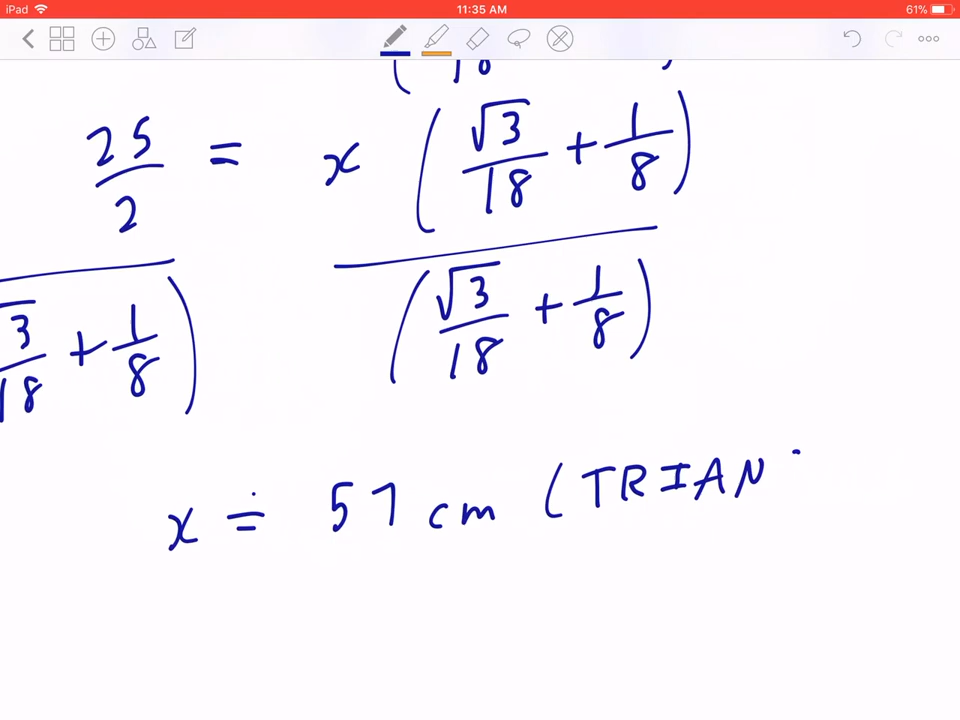 iPad 11:35 AM 61%
18
25/2 = x (√3/18 + 1/8)
3/18 + 1/8) (√3/18 + 1/8)
x ≐ 57 cm (TRIAN